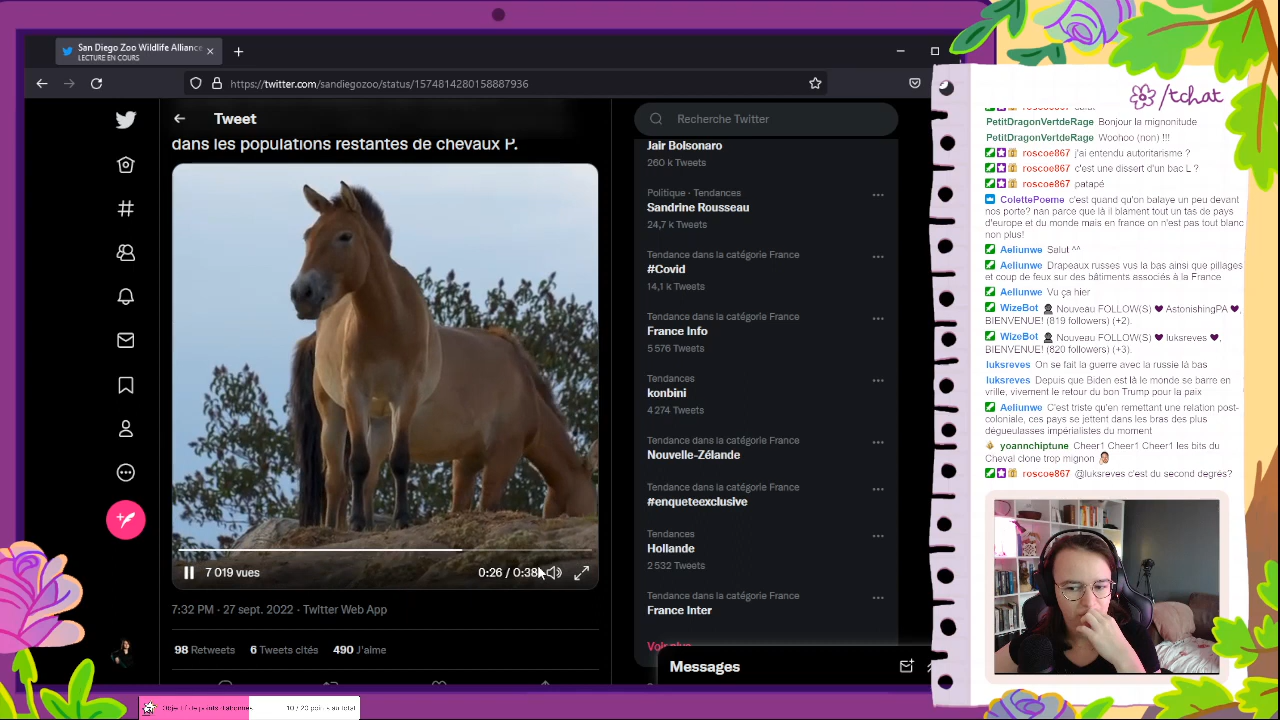 San Diego Zoo Wildlife Alliance
LECTURE EN COURS
twitter.com/sandiegozoo/status/1574814280158887936
Tweet
dans les populations
aux P.
7 019 vues
0:26 / 0:38
7:32 PM · 27 sept. 2022 · Twitter Web App
98 Retweets 6 Tweets cités 490 J'aime
Recherche Twitter
Jair Bolsonaro
260 k Tweets
Politique · Tendances
Sandrine Rousseau
24,7 k Tweets
Tendance dans la catégorie France
#Covid
14,1 k Tweets
Tendance dans la catégorie France
France Info
5 576 Tweets
Tendances
konbini
4 274 Tweets
Tendance dans la catégorie France
Nouvelle-Zélande
Tendance dans la catégorie France
#enqueteexclusive
Tendances
Hollande
2 532 Tweets
Tendance dans la catégorie France
France Inter
Messages
/tchat
PetitDragonVertdeRage Bonjour la mignonitude
PetitDragonVertdeRage Woohoo (non) !!!
roscoe867 j'ai entendu autoritarisme ?
roscoe867 c'est une dissert d'un bac L ?
roscoe867 patapé
ColettePoeme c'est quand qu'on balaye un peu devant
nos porte? nan parce que là il blament tout un tas de pays
d'europe et du monde mais en france on n'est pas tout blanc
non plus!
Aeliunwe Salut ^^
Aeliunwe Drapeaux russes vus là bas ainsi que pillages
et coup de feux sur des bâtiments associés à la France
Aeliunwe Vu ça hier
WizeBot Nouveau FOLLOW(S) ♥ AstonishingPA ♥,
BIENVENUE! (819 followers) (+2).
WizeBot Nouveau FOLLOW(S) ♥ luksreves ♥,
BIENVENUE! (820 followers) (+3).
luksreves On se fait la guerre avec la russie là bas
luksreves Depuis que Biden est là le monde se barre en
vrille, vivement le retour du bon Trump pour la paix
Aeliunwe C'est triste qu'en remettant une relation post-
coloniale, ces pays se jettent dans les bras des plus
dégueulasses impérialistes du moment
yoannchiptune Cheer1 Cheer1 Cheer1 les bits du
Cheval clone trop mignon
roscoe867 @luksreves c'est du second degrés?